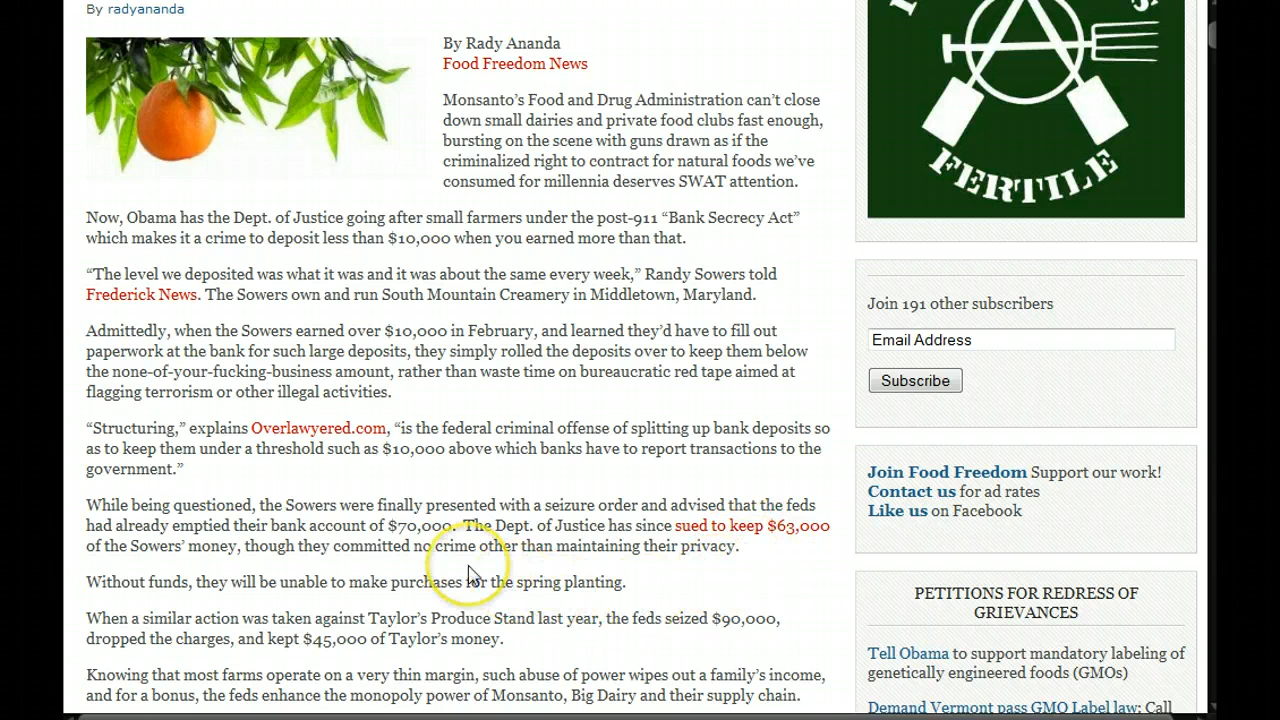 By radyananda
By Rady Ananda
Food Freedom News
Monsanto’s Food and Drug Administration can’t close
down small dairies and private food clubs fast enough,
bursting on the scene with guns drawn as if the
criminalized right to contract for natural foods we’ve
consumed for millennia deserves SWAT attention.
Now, Obama has the Dept. of Justice going after small farmers under the post-911 “Bank Secrecy Act”
which makes it a crime to deposit less than $10,000 when you earned more than that.
“The level we deposited was what it was and it was about the same every week,” Randy Sowers told
Frederick News. The Sowers own and run South Mountain Creamery in Middletown, Maryland.
Admittedly, when the Sowers earned over $10,000 in February, and learned they’d have to fill out
paperwork at the bank for such large deposits, they simply rolled the deposits over to keep them below
the none-of-your-fucking-business amount, rather than waste time on bureaucratic red tape aimed at
flagging terrorism or other illegal activities.
“Structuring,” explains Overlawyered.com, “is the federal criminal offense of splitting up bank deposits so
as to keep them under a threshold such as $10,000 above which banks have to report transactions to the
government.”
While being questioned, the Sowers were finally presented with a seizure order and advised that the feds
had already emptied their bank account of $70,000. The Dept. of Justice has since sued to keep $63,000
of the Sowers’ money, though they committed no crime other than maintaining their privacy.
Without funds, they will be unable to make purchases for the spring planting.
When a similar action was taken against Taylor’s Produce Stand last year, the feds seized $90,000,
dropped the charges, and kept $45,000 of Taylor’s money.
Knowing that most farms operate on a very thin margin, such abuse of power wipes out a family’s income,
and for a bonus, the feds enhance the monopoly power of Monsanto, Big Dairy and their supply chain.
FERTILE
Join 191 other subscribers
Email Address
Subscribe
Join Food Freedom Support our work!
Contact us for ad rates
Like us on Facebook
PETITIONS FOR REDRESS OF
GRIEVANCES
Tell Obama to support mandatory labeling of
genetically engineered foods (GMOs)
Demand Vermont pass GMO Label law: Call